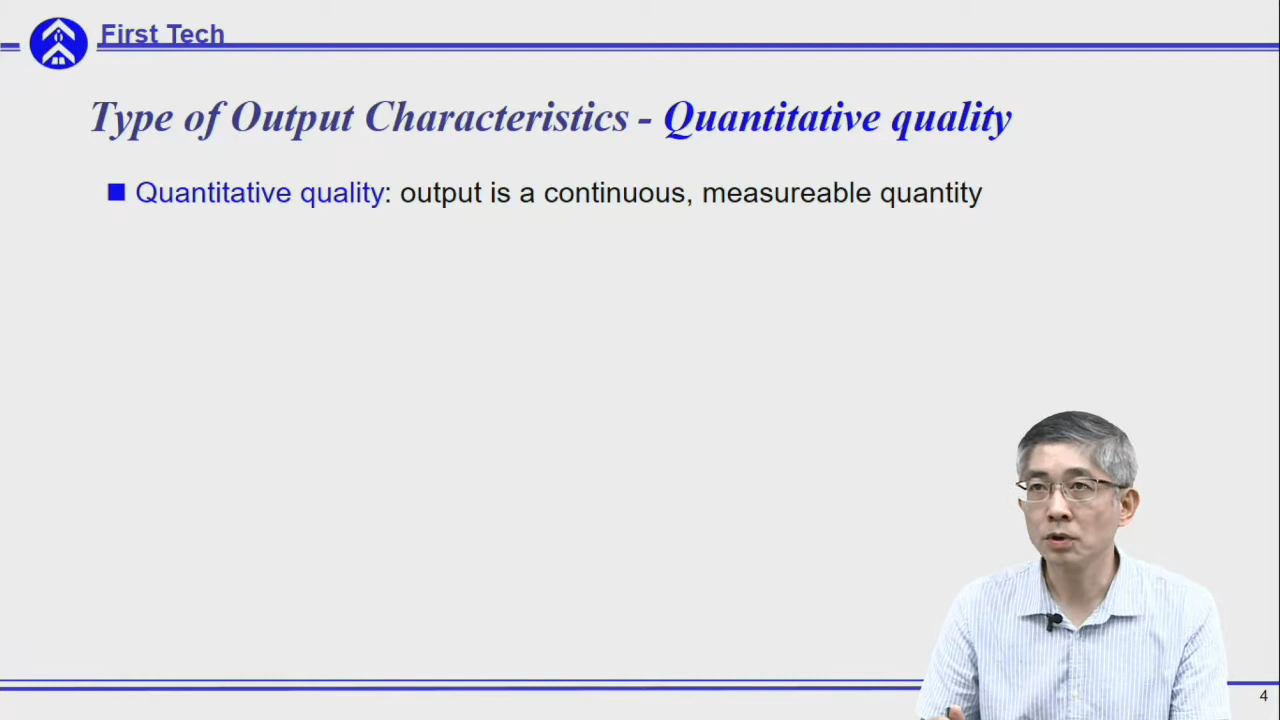 First Tech
Type of Output Characteristics - Quantitative quality
Quantitative quality: output is a continuous, measureable quantity
4